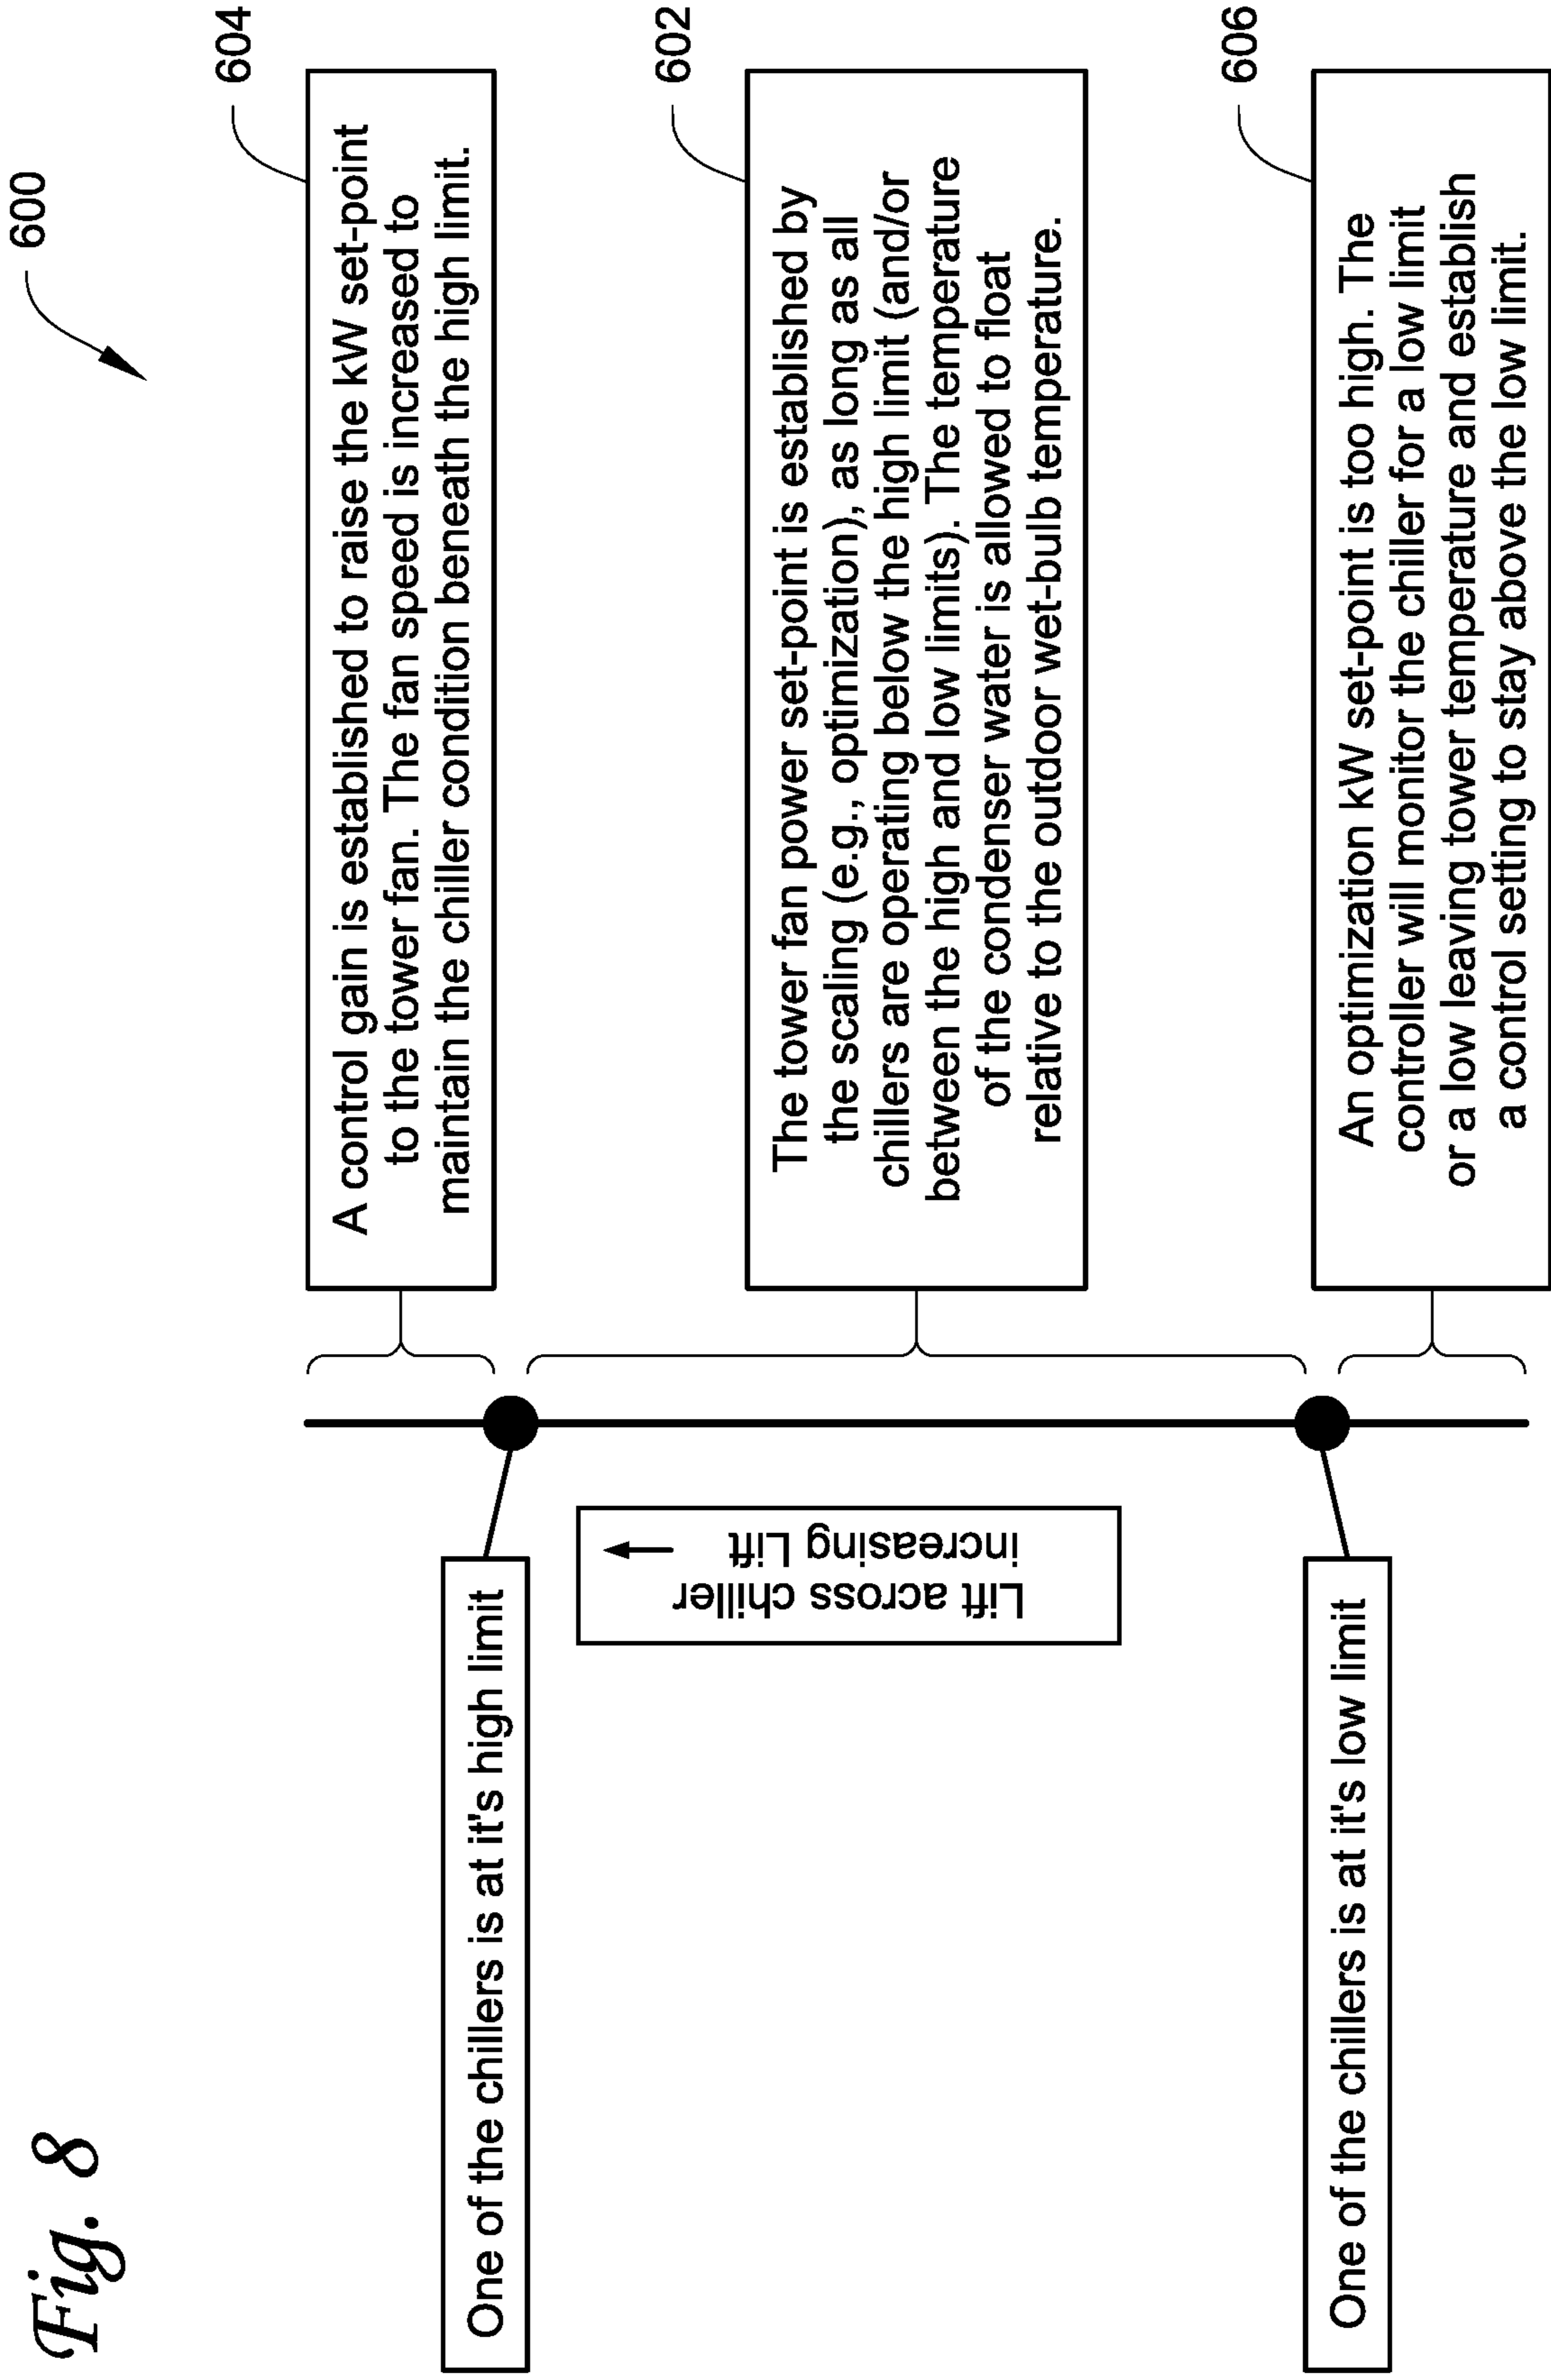 Fig. 8
600
One of the chillers is at it's high limit
604
A control gain is established to raise the kW set-point
to the tower fan. The fan speed is increased to
maintain the chiller condition beneath the high limit.
Lift across chiller
increasing Lift
602
The tower fan power set-point is established by
the scaling (e.g., optimization), as long as all
chillers are operating below the high limit (and/or
between the high and low limits). The temperature
of the condenser water is allowed to float
relative to the outdoor wet-bulb temperature.
One of the chillers is at it's low limit
606
An optimization kW set-point is too high. The
controller will monitor the chiller for a low limit
or a low leaving tower temperature and establish
a control setting to stay above the low limit.